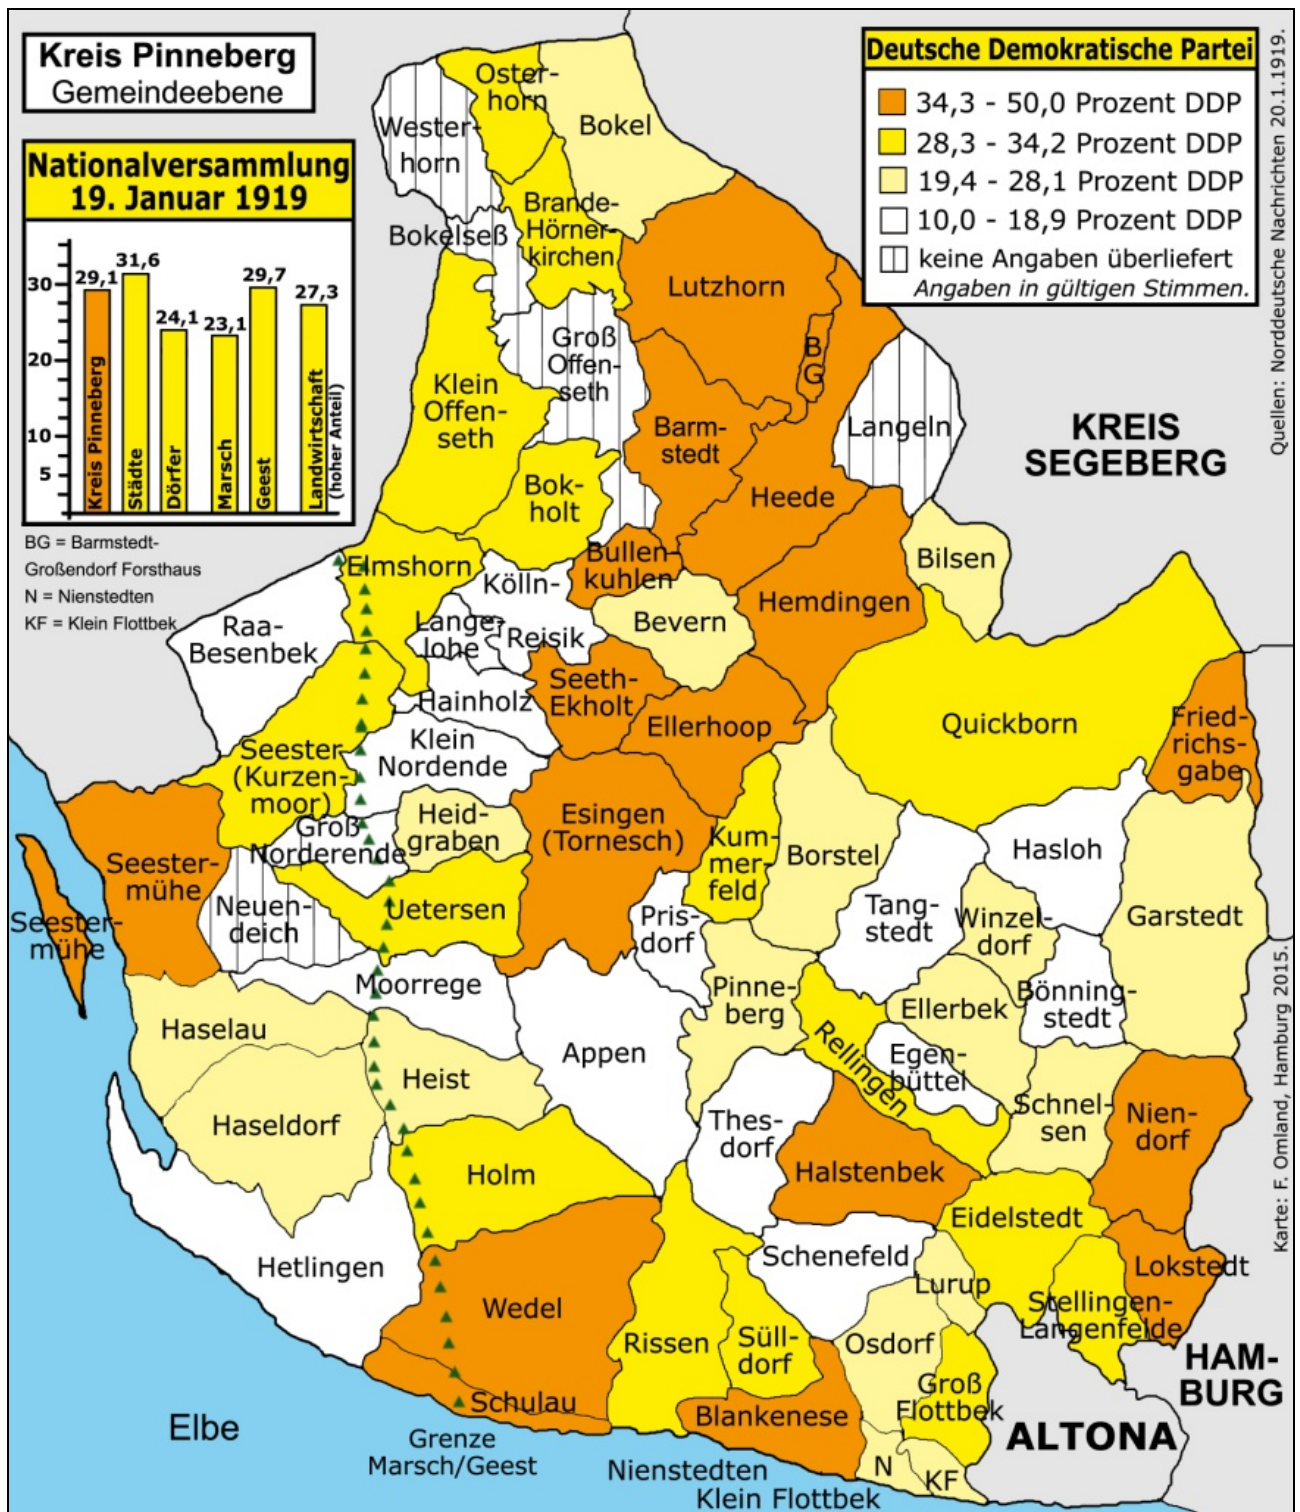 Kreis Pinneberg
Gemeindeebene
Nationalversammlung
19. Januar 1919
30
20
10
5
29,1
31,6
24,1
23,1
29,7
27,3
Kreis Pinneberg
Städte
Dörfer
Marsch
Geest
Landwirtschaft
(hoher Anteil)
BG = Barmstedt-
Großendorf Forsthaus
N = Nienstedten
KF = Klein Flottbek
Deutsche Demokratische Partei
34,3 - 50,0 Prozent DDP
28,3 - 34,2 Prozent DDP
19,4 - 28,1 Prozent DDP
10,0 - 18,9 Prozent DDP
keine Angaben überliefert
Angaben in gültigen Stimmen.
Quellen: Norddeutsche Nachrichten 20.1.1919.
Karte: F. Omland, Hamburg 2015.
Oster-
horn
Bokel
Wester-
horn
Brande-
Hörner-
kirchen
Bokelseß
Lutzhorn
Groß
Offen-
seth
B
G
Klein
Offen-
seth
Barm-
stedt
Langeln
KREIS
SEGEBERG
Bok-
holt
Heede
Elmshorn
Bullen-
kuhlen
Bilsen
Kölln-
Reisik
Hemdingen
Bevern
Lange-
lohe
Raa-
Besenbek
Hainholz
Seeth-
Ekholt
Ellerhoop
Quickborn
Fried-
richs-
gabe
Klein
Nordende
Seester
(Kurzen-
moor)
Heid-
graben
Esingen
(Tornesch)
Groß
Norderende
Kum-
mer-
feld
Borstel
Hasloh
Seester-
mühe
Seester-
mühe
Neuen-
deich
Uetersen
Pris-
dorf
Tang-
stedt
Winzel-
dorf
Garstedt
Moorrege
Pinne-
berg
Ellerbek
Bönning-
stedt
Haselau
Appen
Rellingen
Egen-
büttel
Heist
Haseldorf
Thes-
dorf
Schnel-
sen
Nien-
dorf
Holm
Halstenbek
Eidelstedt
Hetlingen
Schenefeld
Lokstedt
Lurup
Wedel
Stellingen-
Langenfelde
Rissen
Süll-
dorf
Osdorf
HAM-
BURG
Groß
Flottbek
Schulau
Blankenese
Elbe
ALTONA
Grenze
Marsch/Geest
N
KF
Nienstedten
Klein Flottbek